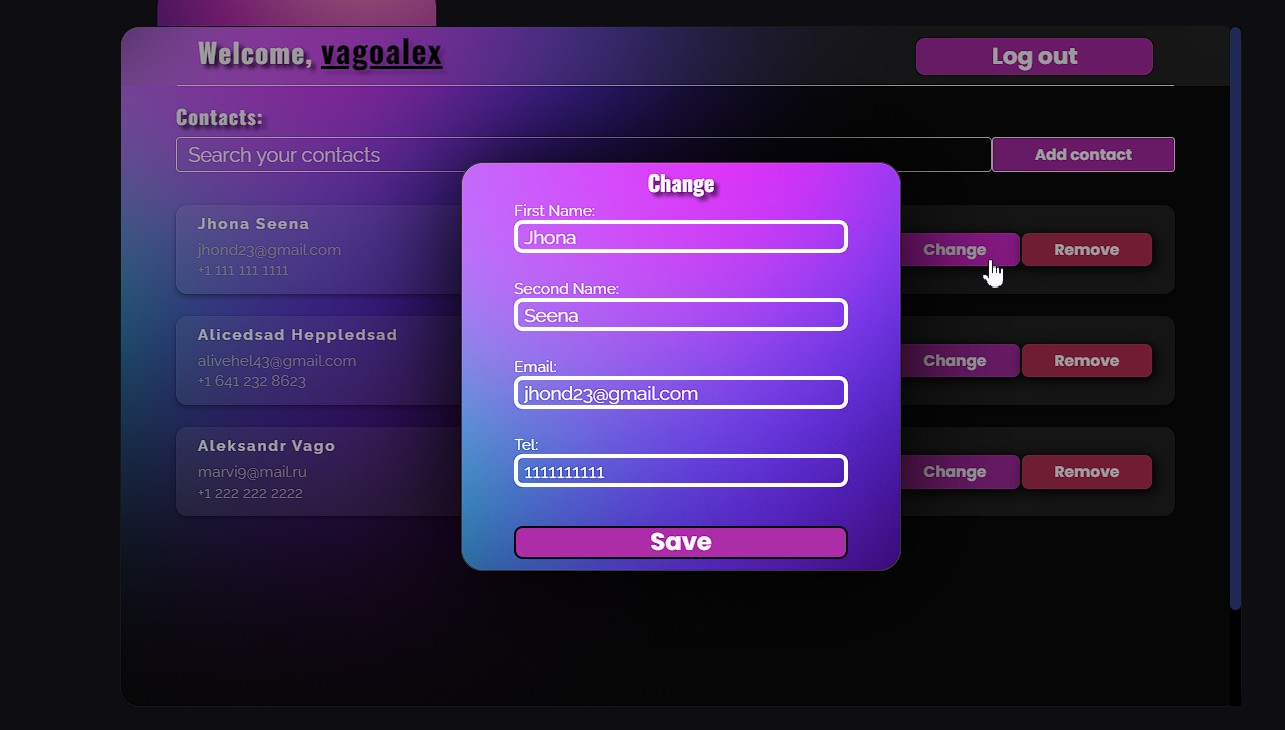 Welcome, vagoalex
Log out
Contacts:
Search your contacts
Add contact
Jhona Seena
jhond23@gmail.com
+1 111 111 1111
Change
Remove
Alicedsad Heppledsad
alivehel43@gmail.com
+1 641 232 8623
Change
Remove
Aleksandr Vago
marvi9@mail.ru
+1 222 222 2222
Change
Remove
Change
First Name:
Jhona
Second Name:
Seena
Email:
jhond23@gmail.com
Tel:
1111111111
Save